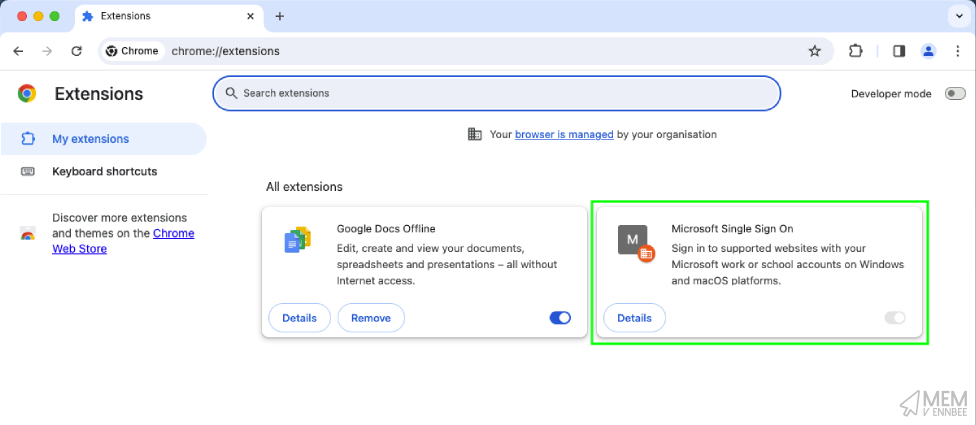 Extensions
Chrome
chrome://extensions
Extensions
Search extensions
Developer mode
My extensions
Keyboard shortcuts
Discover more extensions
and themes on the Chrome
Web Store
Your browser is managed by your organisation
All extensions
Google Docs Offline
Edit, create and view your documents,
spreadsheets and presentations – all without
Internet access.
Details
Remove
M
Microsoft Single Sign On
Sign in to supported websites with your
Microsoft work or school accounts on Windows
and macOS platforms.
Details
MEM
V ENNBEE